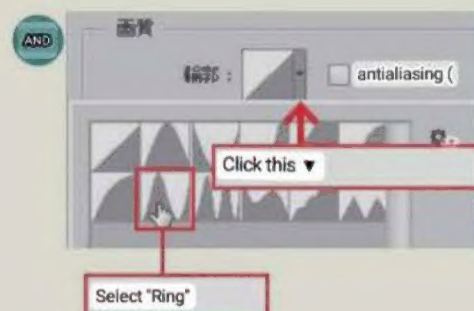 AND
画質
輪郭：
antialiasing (
Click this ▼
Select "Ring"